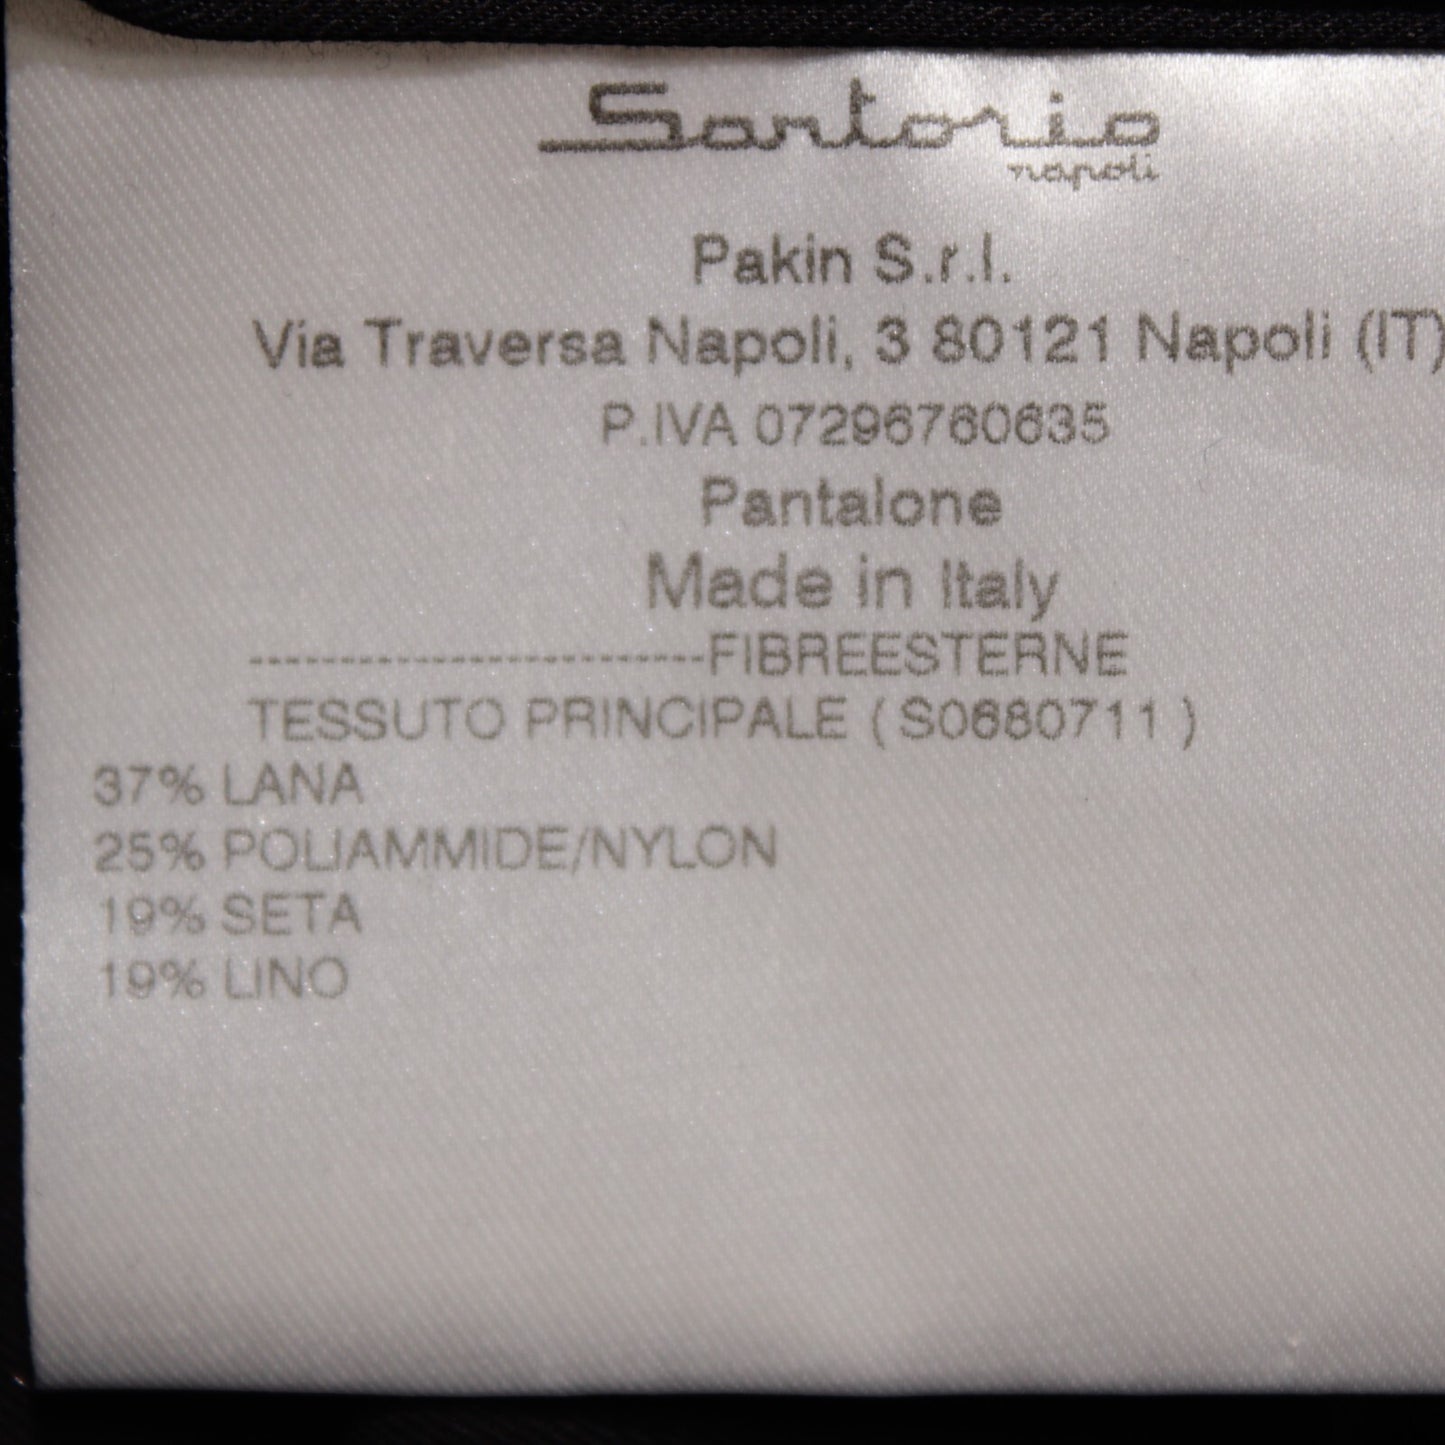 Sartorio
napoli
Pakin S.r.l.
Via Traversa Napoli, 3 80121 Napoli (IT)
P.IVA 07296760635
Pantalone
Made in Italy
-------------------------FIBREESTERNE
TESSUTO PRINCIPALE ( S0680711 )
37% LANA
25% POLIAMMIDE/NYLON
19% SETA
19% LINO